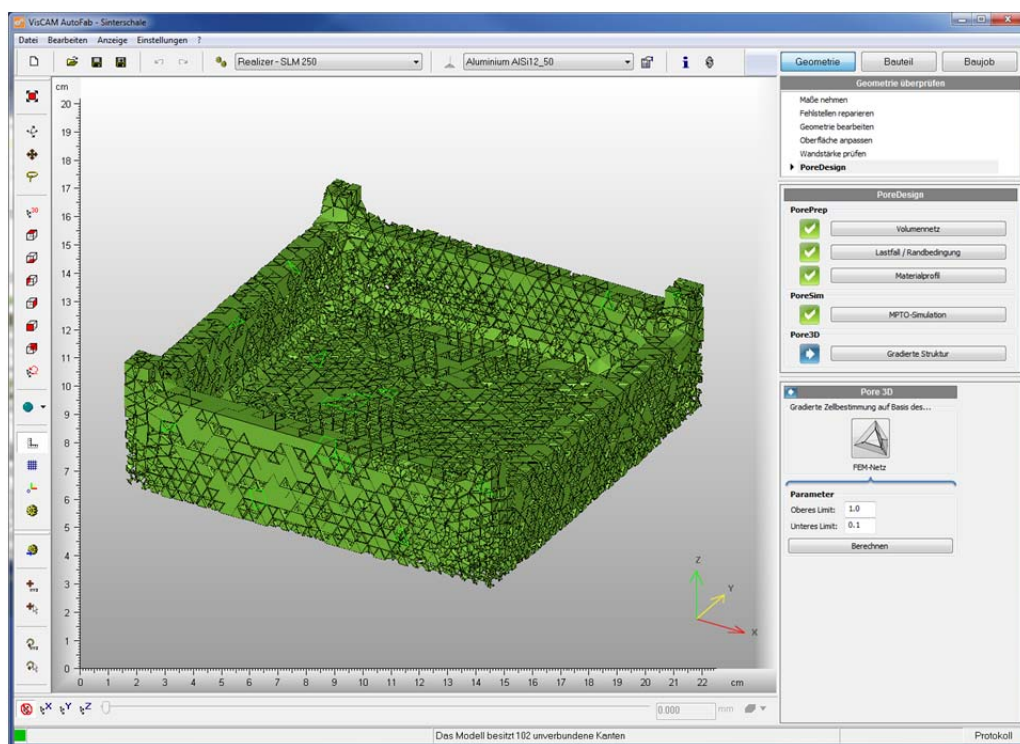 VisCAM AutoFab - Sinterschale
Datei Bearbeiten Anzeige Einstellungen ?
Realizer - SLM 250
Aluminium AlSi12_50
Geometrie Bauteil Baujob
Geometrie überprüfen
Maße nehmen
Fehlstellen reparieren
Geometrie bearbeiten
Oberfläche anpassen
Wandstärke prüfen
PoreDesign
PoreDesign
PorePrep
Volumennetz
Lastfall / Randbedingung
Materialprofil
PoreSim
MPTO-Simulation
Pore3D
Gradierte Struktur
Pore 3D
Gradierte Zellbestimmung auf Basis des...
FEM-Netz
Parameter
Oberes Limit: 1.0
Unteres Limit: 0.1
Berechnen
cm
20
19
18
17
16
15
14
13
12
11
10
9
8
7
6
5
4
3
2
1
0
0 1 2 3 4 5 6 7 8 9 10 11 12 13 14 15 16 17 18 19 20 21 22 cm
Z
Y
X
3D
X Y Z
0.000 mm
Das Modell besitzt 102 unverbundene Kanten
Protokoll